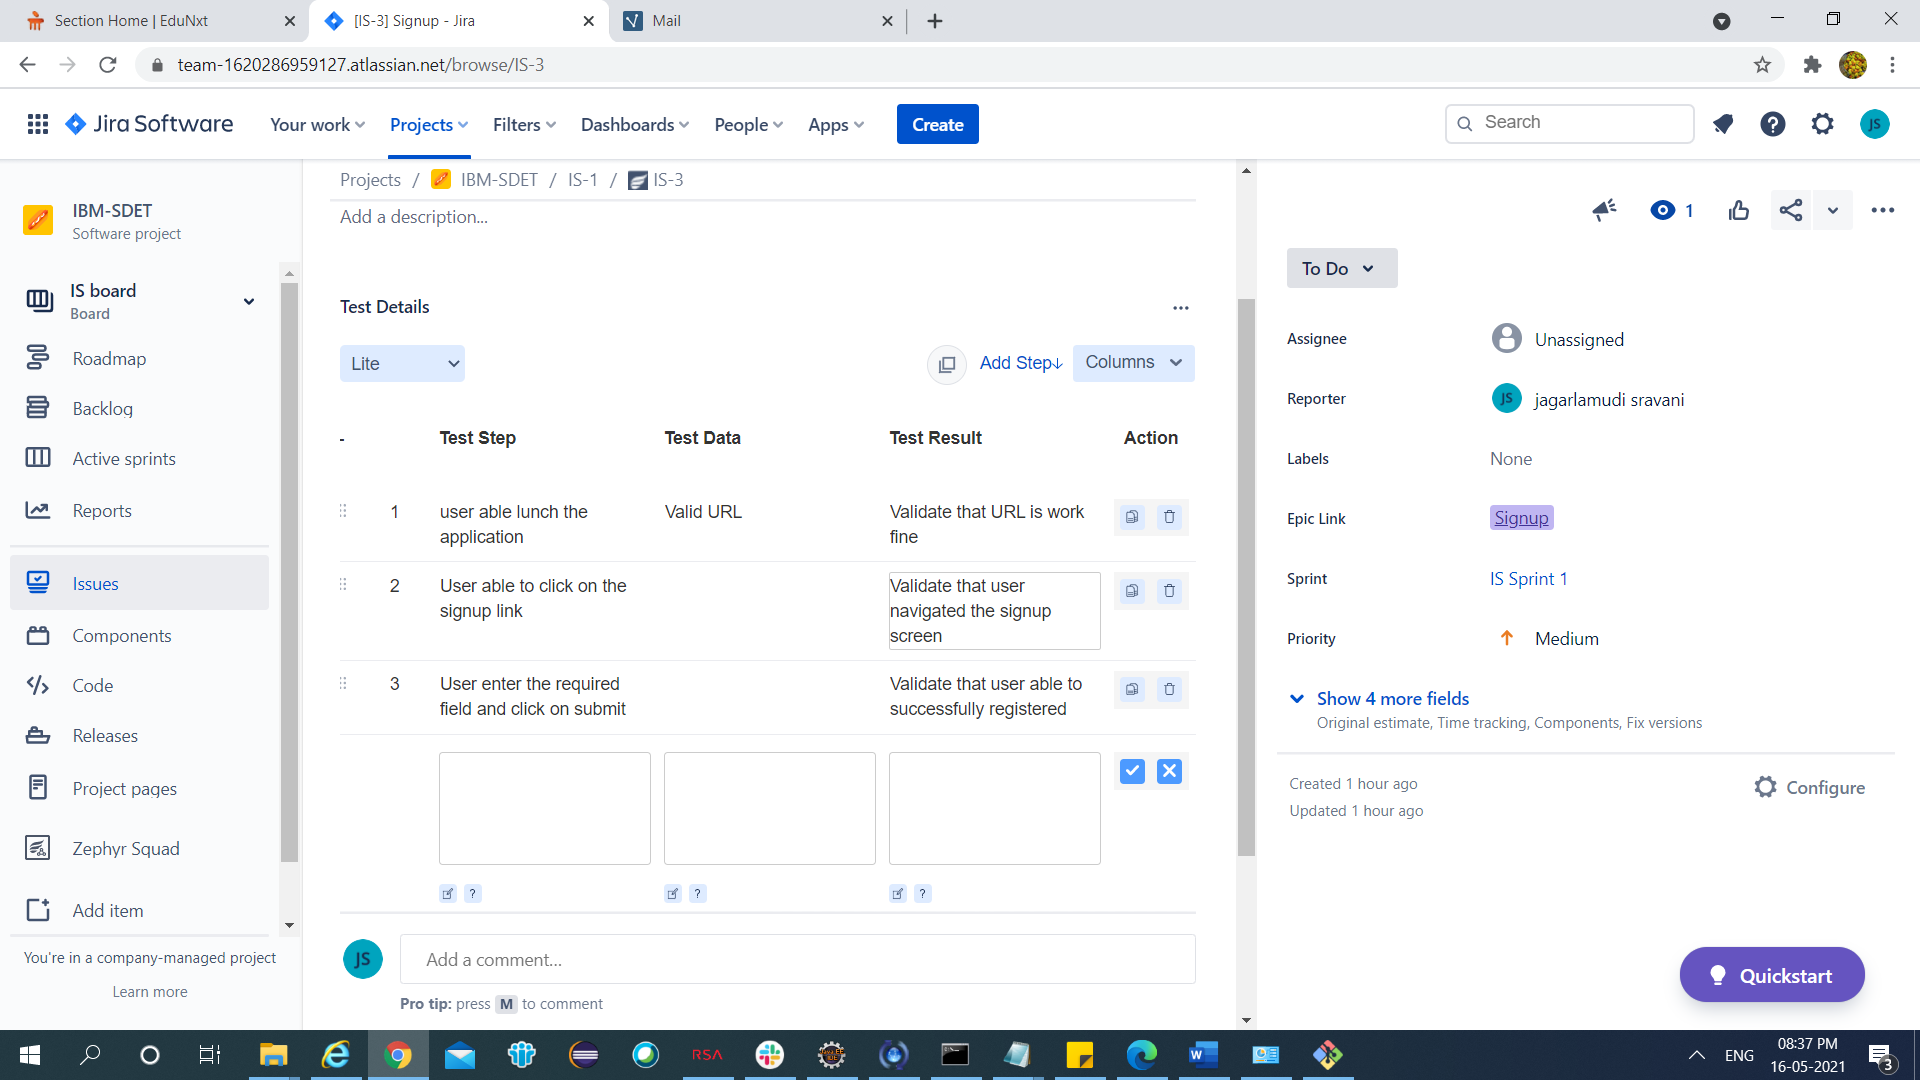 Section Home | EduNxt
[IS-3] Signup - Jira
Mail
team-1620286959127.atlassian.net/browse/IS-3
Jira Software
Your work
Projects
Filters
Dashboards
People
Apps
Create
Search
JS
IBM-SDET
Software project
IS board
Board
Roadmap
Backlog
Active sprints
Reports
Issues
Components
Code
Releases
Project pages
Zephyr Squad
Add item
You're in a company-managed project
Learn more
Projects / IBM-SDET / IS-1 / IS-3
Add a description...
Test Details
Lite
Add Step↓
Columns
- Test Step Test Data Test Result Action
1 user able lunch the Valid URL Validate that URL is work
application fine
2 User able to click on the Validate that user
signup link navigated the signup
screen
3 User enter the required Validate that user able to
field and click on submit successfully registered
? ? ?
JS
Add a comment...
Pro tip: press M to comment
1
To Do
Assignee Unassigned
Reporter JS jagarlamudi sravani
Labels None
Epic Link Signup
Sprint IS Sprint 1
Priority Medium
Show 4 more fields
Original estimate, Time tracking, Components, Fix versions
Created 1 hour ago
Updated 1 hour ago
Configure
Quickstart
RSA
ENG
08:37 PM
16-05-2021
3